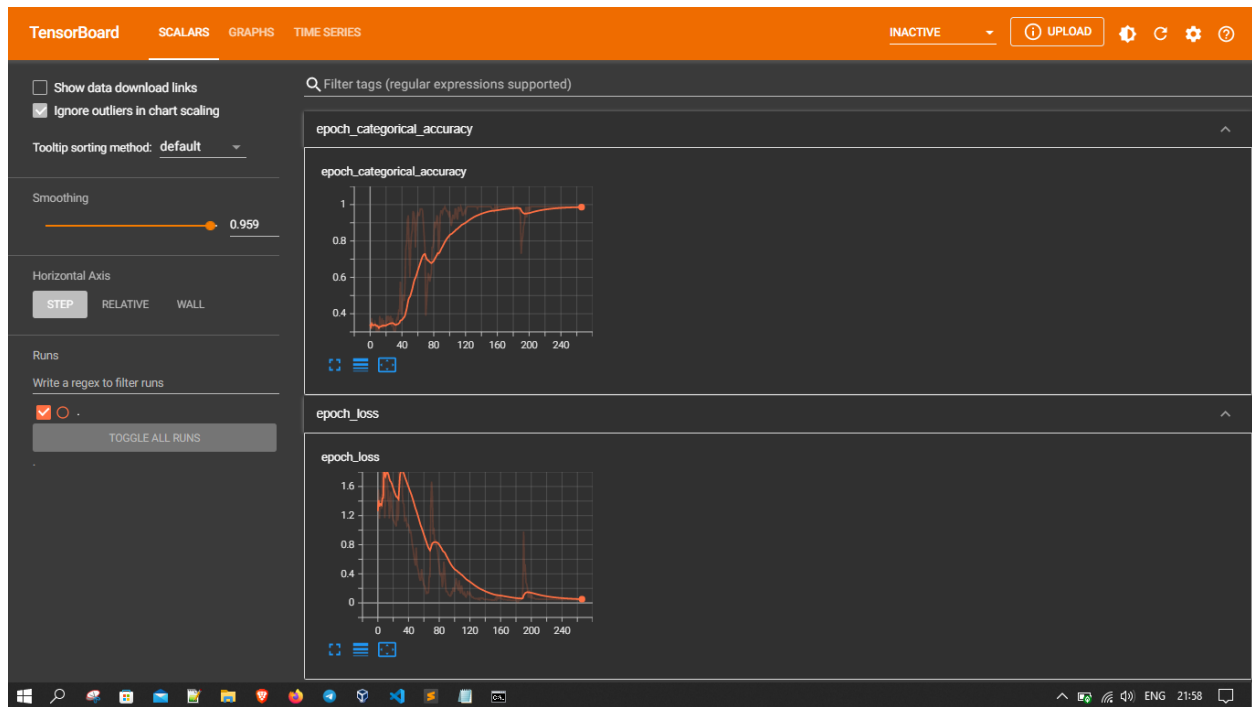 TensorBoard SCALARS GRAPHS TIME SERIES INACTIVE UPLOAD
Show data download links
Ignore outliers in chart scaling
Tooltip sorting method: default
Smoothing
0.959
Horizontal Axis
STEP RELATIVE WALL
Runs
Write a regex to filter runs
.
TOGGLE ALL RUNS
.
Filter tags (regular expressions supported)
epoch_categorical_accuracy
epoch_categorical_accuracy
1
0.8
0.6
0.4
0 40 80 120 160 200 240
epoch_loss
epoch_loss
1.6
1.2
0.8
0.4
0
0 40 80 120 160 200 240
ENG 21:58